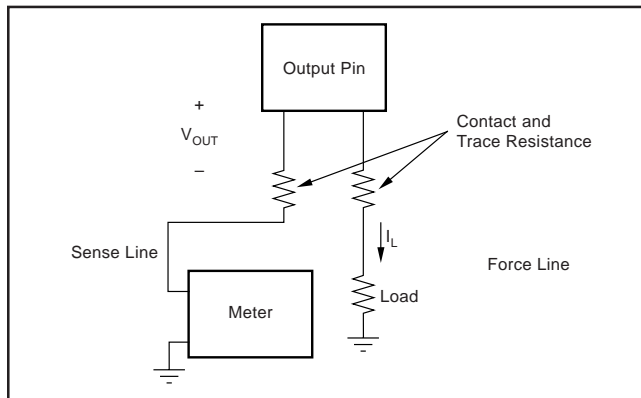 Output Pin
+
V_OUT
–
Contact and
Trace Resistance
Sense Line
I_L
Force Line
Load
Meter